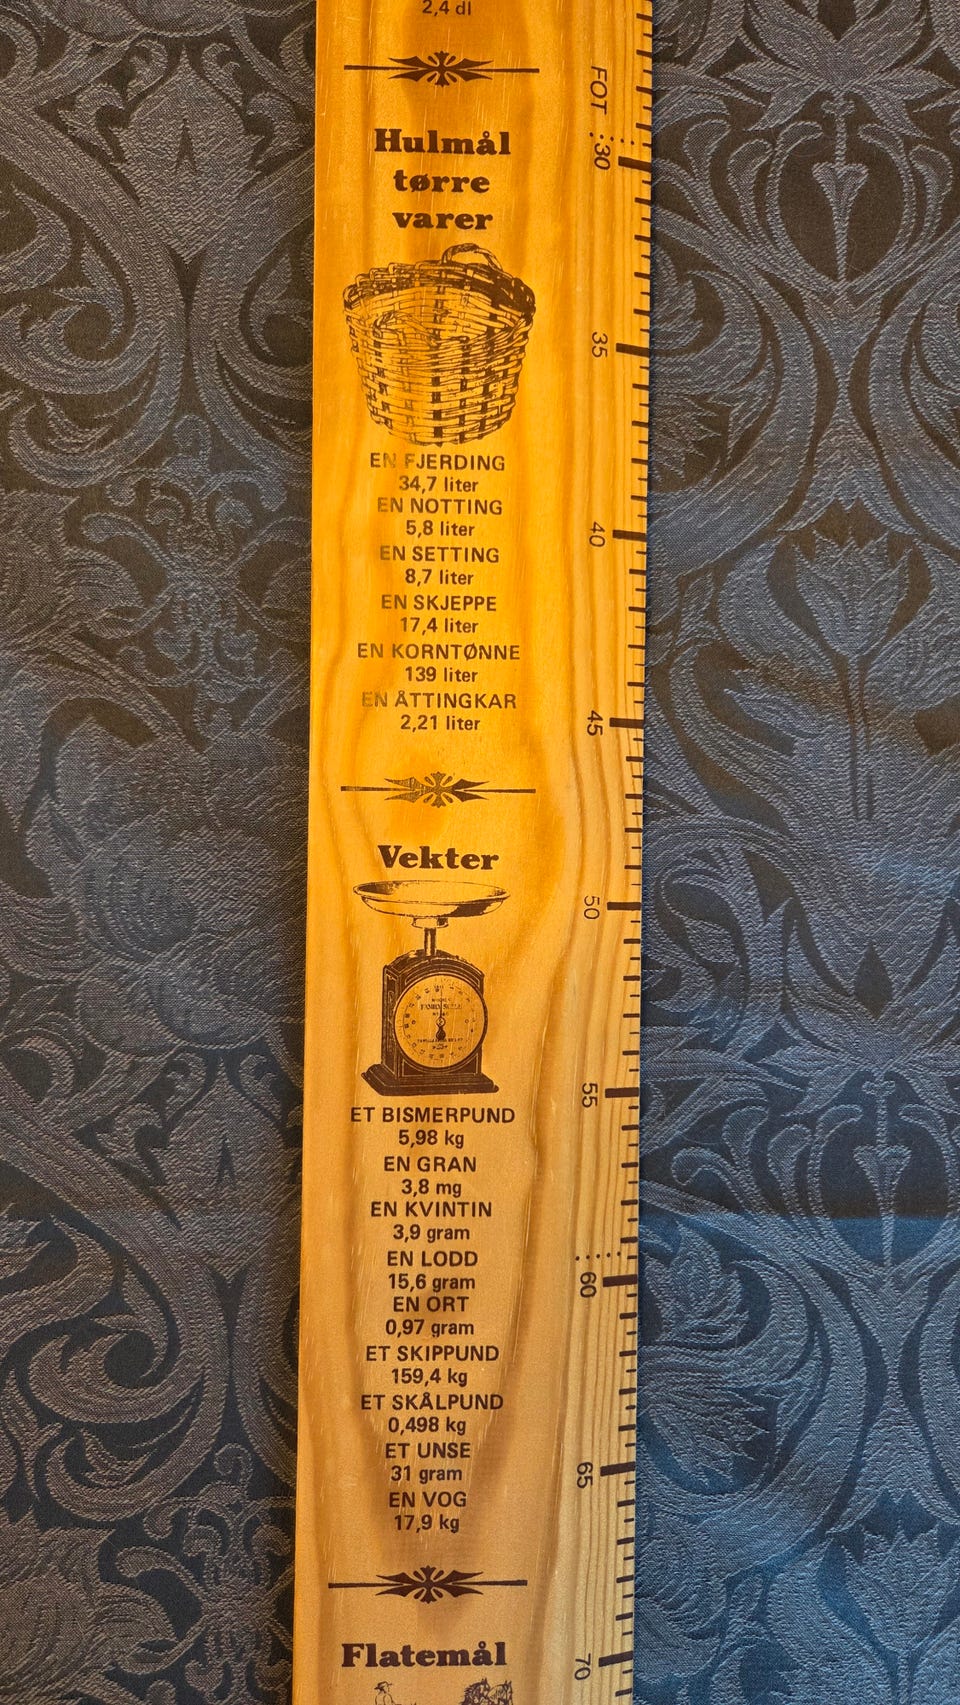 2,4 dl
Hulmål
tørre
varer
EN FJERDING
34,7 liter
EN NOTTING
5,8 liter
EN SETTING
8,7 liter
EN SKJEPPE
17,4 liter
EN KORNTØNNE
139 liter
EN ÅTTINGKAR
2,21 liter
Vekter
FAMILY SCALE
ET BISMERPUND
5,98 kg
EN GRAN
3,8 mg
EN KVINTIN
3,9 gram
EN LODD
15,6 gram
EN ORT
0,97 gram
ET SKIPPUND
159,4 kg
ET SKÅLPUND
0,498 kg
ET UNSE
31 gram
EN VOG
17,9 kg
Flatemål
FOT
30
35
40
45
50
55
60
65
70